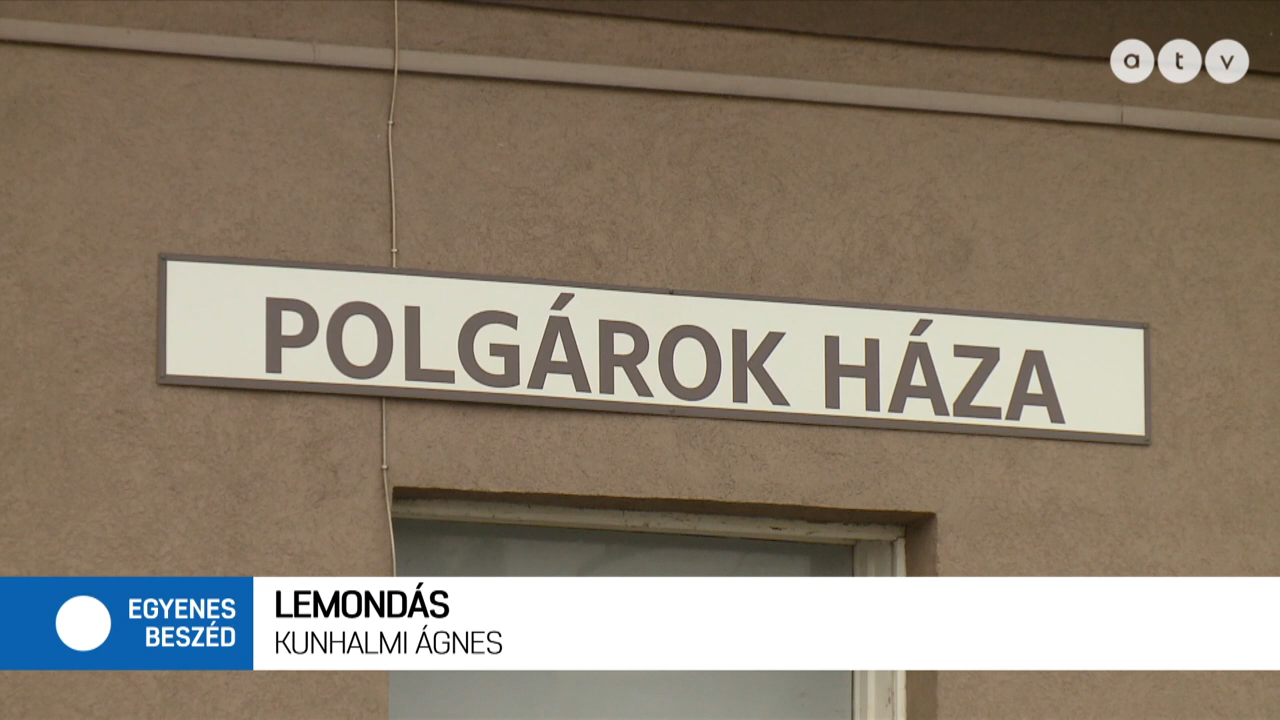 atv
POLGÁROK HÁZA
EGYENES
BESZÉD
LEMONDÁS
KUNHALMI ÁGNES